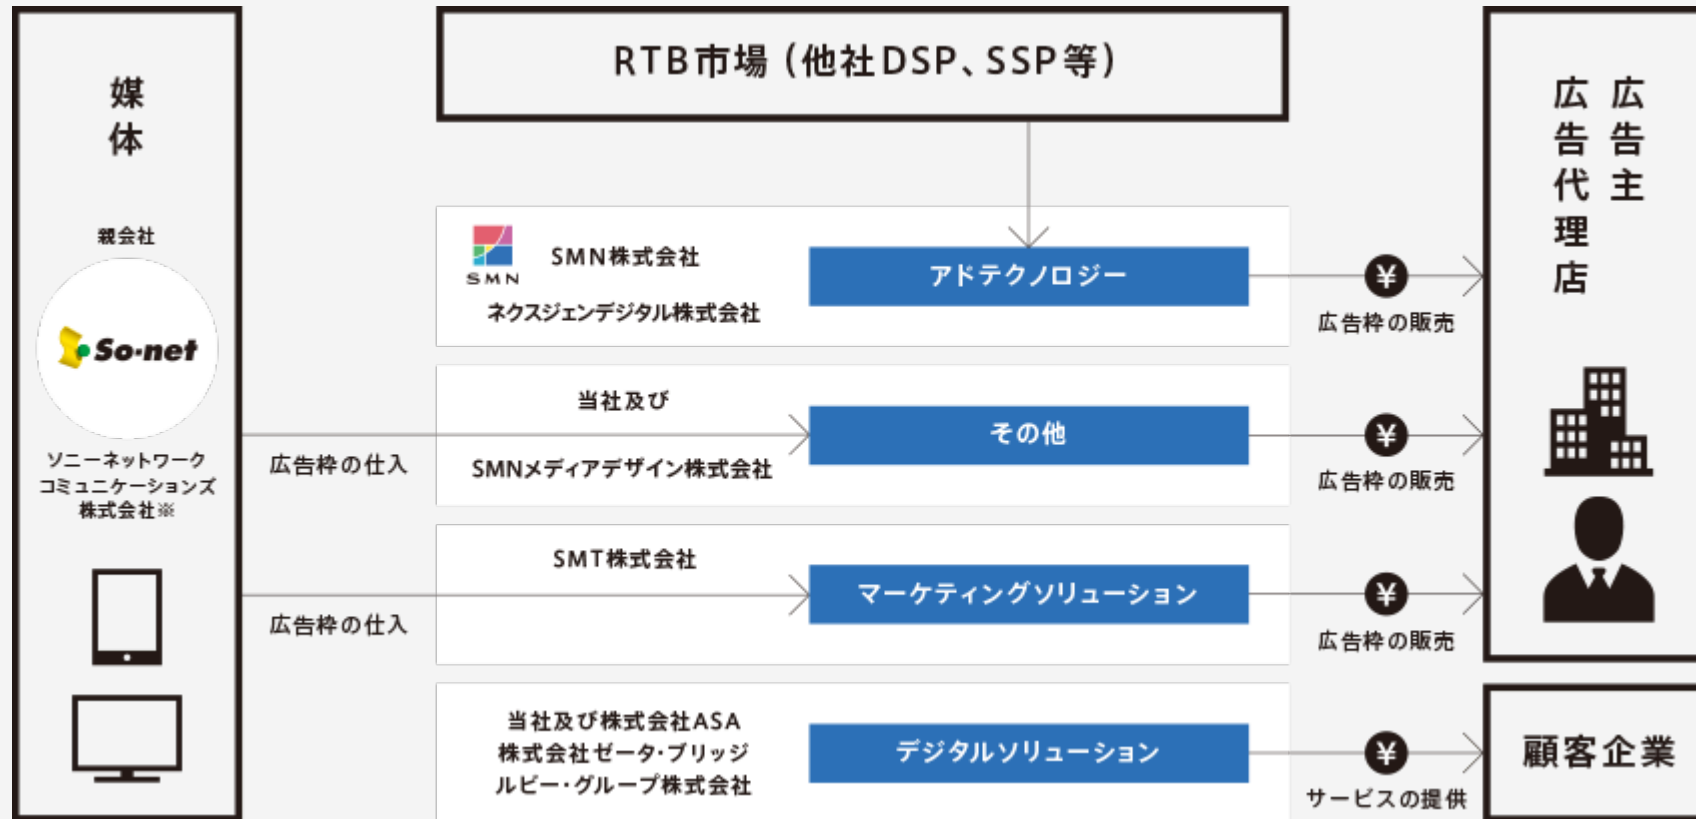 媒体
親会社
So-net
ソニーネットワーク
コミュニケーションズ
株式会社※
RTB市場（他社DSP、SSP等）
SMN
SMN株式会社
ネクスジェンデジタル株式会社
アドテクノロジー
¥
広告枠の販売
広告枠の仕入
当社及び
SMNメディアデザイン株式会社
その他
¥
広告枠の販売
広告枠の仕入
SMT株式会社
マーケティングソリューション
¥
広告枠の販売
当社及び株式会社ASA
株式会社ゼータ・ブリッジ
ルビー・グループ株式会社
デジタルソリューション
¥
サービスの提供
広告主
広告代理店
顧客企業